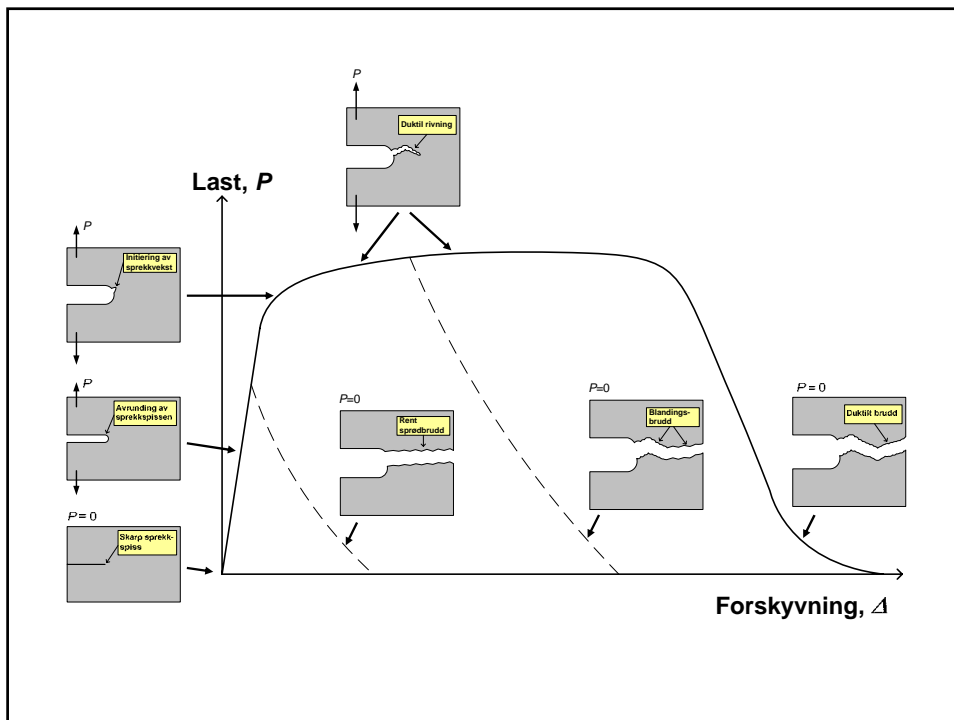 P
Duktil rivning
Last, P
P
Initiering av
sprekkvekst
P
Avrunding av
sprekkspissen
P = 0
Skarp sprekk-
spiss
P=0
Rent
sprødbrudd
P=0
Blandings-
brudd
P = 0
Duktilt brudd
Forskyvning, Δ